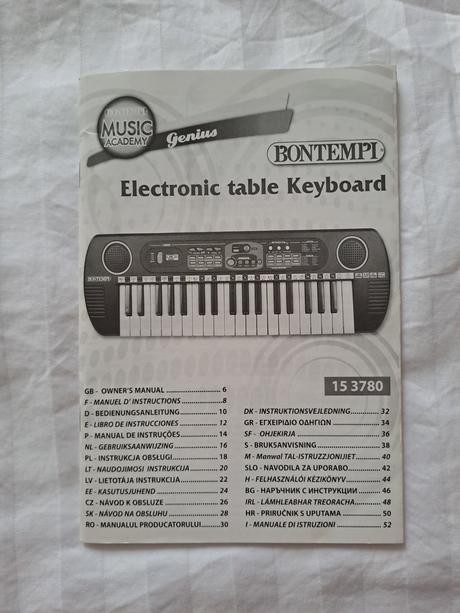 BONTEMPI
MUSIC
ACADEMY
Genius
BONTEMPI
Electronic table Keyboard
BONTEMPI
15 3780
GB - OWNER'S MANUAL .......................... 6
F - MANUEL D' INSTRUCTIONS ..................8
D - BEDIENUNGSANLEITUNG ................ 10
E - LIBRO DE INSTRUCCIONES ................ 12
P - MANUAL DE INSTRUÇÕES ................ 14
NL - GEBRUIKSAANWIJZING .................. 16
PL - INSTRUKCJA OBSŁUGI .................. 18
LT - NAUDOJIMOSI INSTRUKCIJA .......... 20
LV - LIETOTĀJA INSTRUKCIJA ................ 22
EE - KASUTUSJUHEND .......................... 24
CZ - NÁVOD K OBSLUZE ...................... 26
SK - NÁVOD NA OBSLUHU .................... 28
RO - MANUALUL PRODUCATORULUI ......30
DK - INSTRUKTIONSVEJLEDNING ............ 32
GR - ΕΓΧΕΙΡΙΔΙΟ ΟΔΗΓΙΩΝ .................... 34
SF - OHJEKIRJA .................................. 36
S - BRUKSANVISNING .......................... 38
M - Manwal TAL-ISTRUZZJONIJIET .......... 40
SLO - NAVODILA ZA UPORABO .............. 42
H - FELHASZNÁLÓI KÉZIKÖNYV ............ 44
BG - НАРЪЧНИК С ИНСТРУКЦИИ .......... 46
IRL - LÁMHLEABHAR TREORACHA .......... 48
HR - PRIRUČNIK S UPUTAMA ................ 50
I - MANUALE DI ISTRUZIONI ................ 52